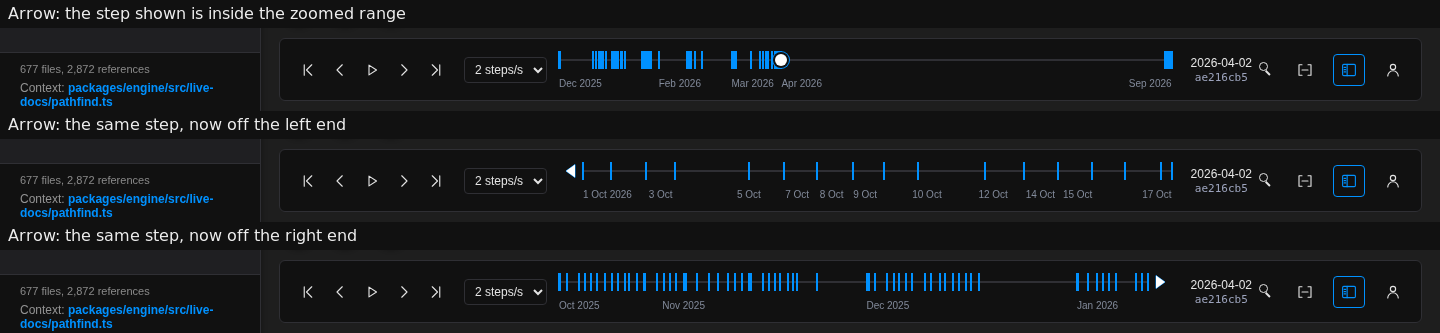 Arrow: the step shown is inside the zoomed range
677 files, 2,872 references
Context: packages/engine/src/live-
docs/pathfind.ts
2 steps/s
Dec 2025 Feb 2026 Mar 2026 Apr 2026 Sep 2026
2026-04-02
ae216cb5
Arrow: the same step, now off the left end
677 files, 2,872 references
Context: packages/engine/src/live-
docs/pathfind.ts
2 steps/s
1 Oct 2026 3 Oct 5 Oct 7 Oct 8 Oct 9 Oct 10 Oct 12 Oct 14 Oct 15 Oct 17 Oct
2026-04-02
ae216cb5
Arrow: the same step, now off the right end
677 files, 2,872 references
Context: packages/engine/src/live-
docs/pathfind.ts
2 steps/s
Oct 2025 Nov 2025 Dec 2025 Jan 2026
2026-04-02
ae216cb5